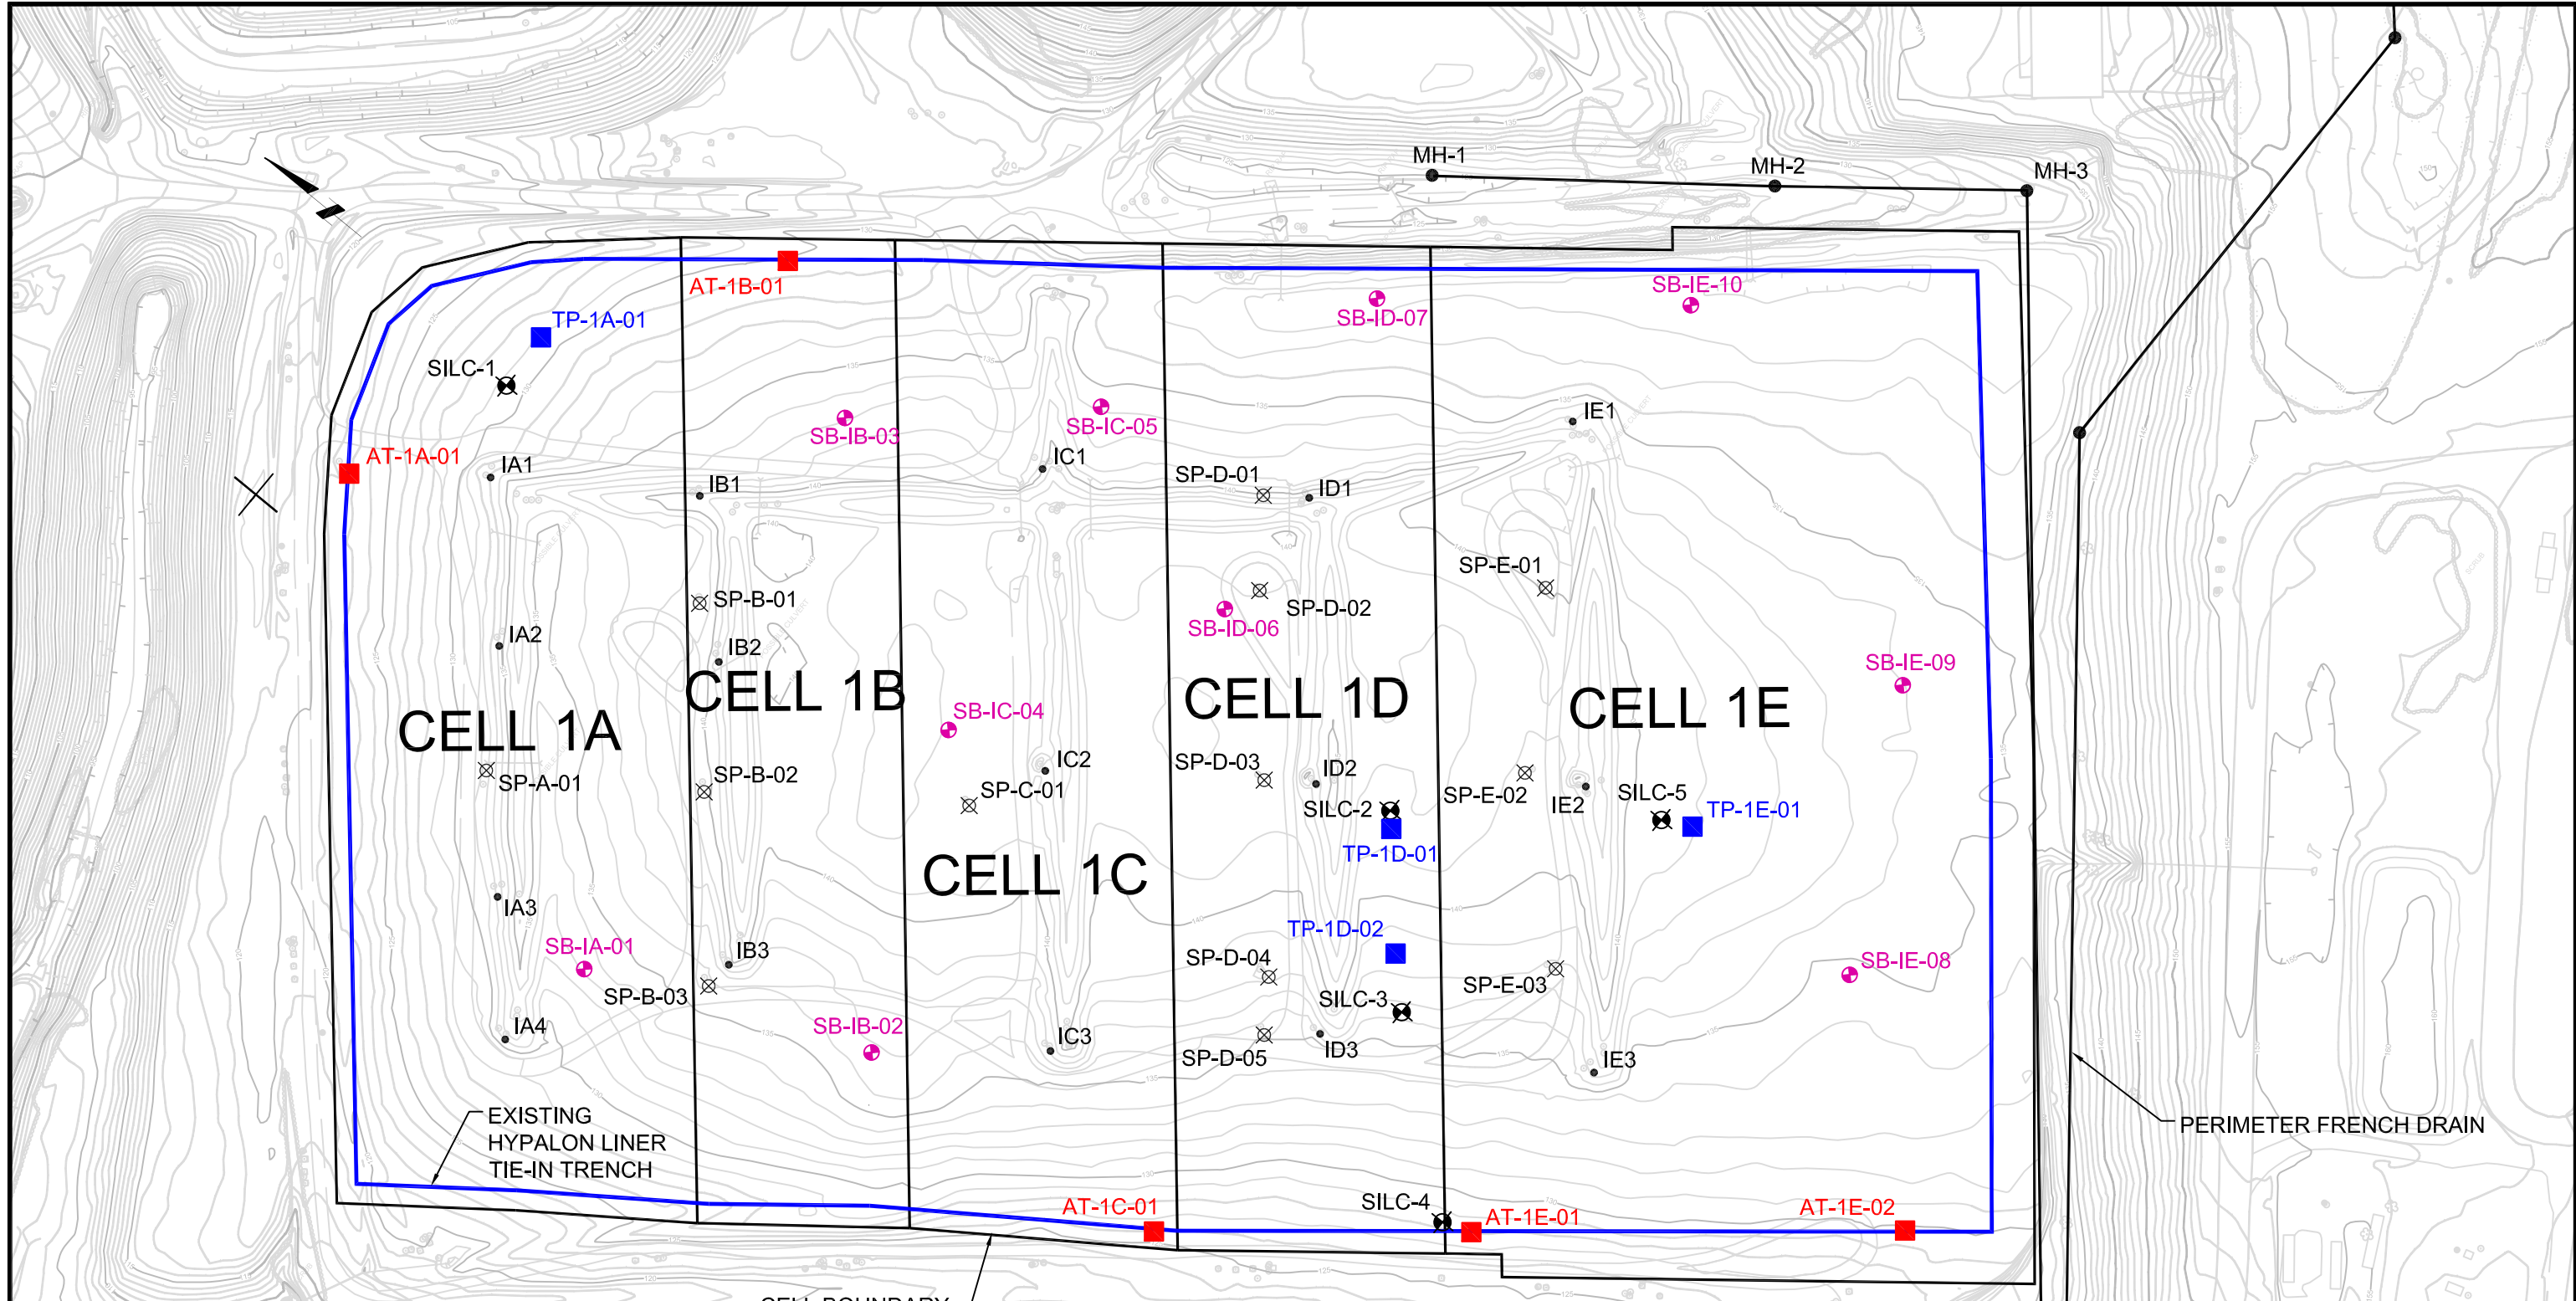 MH-1
MH-2
MH-3
AT-1B-01
SB-ID-07
SB-IE-10
TP-1A-01
SILC-1
SB-IB-03
SB-IC-05
IE1
AT-1A-01
IA1
IB1
IC1
SP-D-01
ID1
SP-E-01
SP-B-01
SP-D-02
SB-ID-06
IA2
IB2
SB-IE-09
CELL 1A
CELL 1B
SB-IC-04
CELL 1D
CELL 1E
SP-A-01
SP-B-02
IC2
SP-C-01
SP-D-03
ID2
SILC-2
TP-1D-01
SP-E-02
IE2
SILC-5
TP-1E-01
CELL 1C
IA3
SB-IA-01
IB3
SP-B-03
TP-1D-02
SP-D-04
SILC-3
SP-E-03
SB-IE-08
IA4
SB-IB-02
IC3
SP-D-05
ID3
IE3
EXISTING
HYPALON LINER
TIE-IN TRENCH
PERIMETER FRENCH DRAIN
AT-1C-01
SILC-4
AT-1E-01
AT-1E-02
CELL BOUNDARY